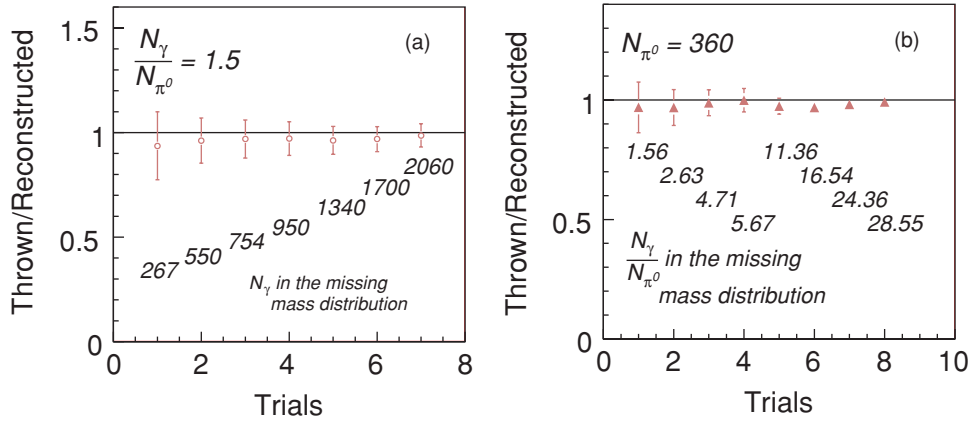 1.5
1
0.5
0
0
2
4
6
8
Thrown/Reconstructed
Trials
(a)
Nγ
Nπ⁰
= 1.5
267
550
754
950
1340
1700
2060
Nγ in the missing
mass distribution
1
0.5
0
0
2
4
6
8
10
Thrown/Reconstructed
Trials
Nπ⁰ = 360
(b)
1.56
2.63
4.71
5.67
11.36
16.54
24.36
28.55
Nγ
Nπ⁰
in the missing
mass distribution